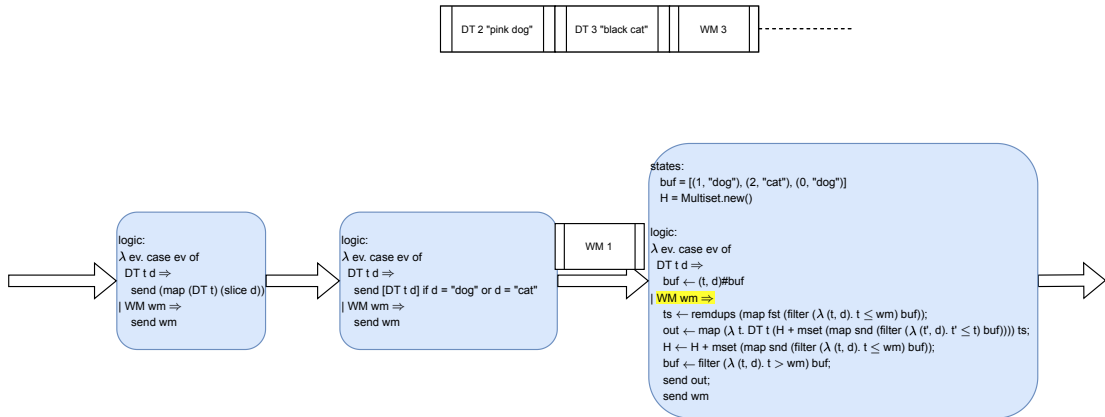 DT 2 "pink dog"
DT 3 "black cat"
WM 3
logic:
λ ev. case ev of
DT t d ⇒
send (map (DT t) (slice d))
| WM wm ⇒
send wm
logic:
λ ev. case ev of
DT t d ⇒
send [DT t d] if d = "dog" or d = "cat"
| WM wm ⇒
send wm
WM 1
states:
buf = [(1, "dog"), (2, "cat"), (0, "dog")]
H = Multiset.new()
logic:
λ ev. case ev of
DT t d ⇒
buf ← (t, d)#buf
| WM wm ⇒
ts ← remdups (map fst (filter (λ (t, d). t ≤ wm) buf));
out ← map (λ t. DT t (H + mset (map snd (filter (λ (t', d). t' ≤ t) buf)))) ts;
H ← H + mset (map snd (filter (λ (t, d). t ≤ wm) buf));
buf ← filter (λ (t, d). t > wm) buf;
send out;
send wm